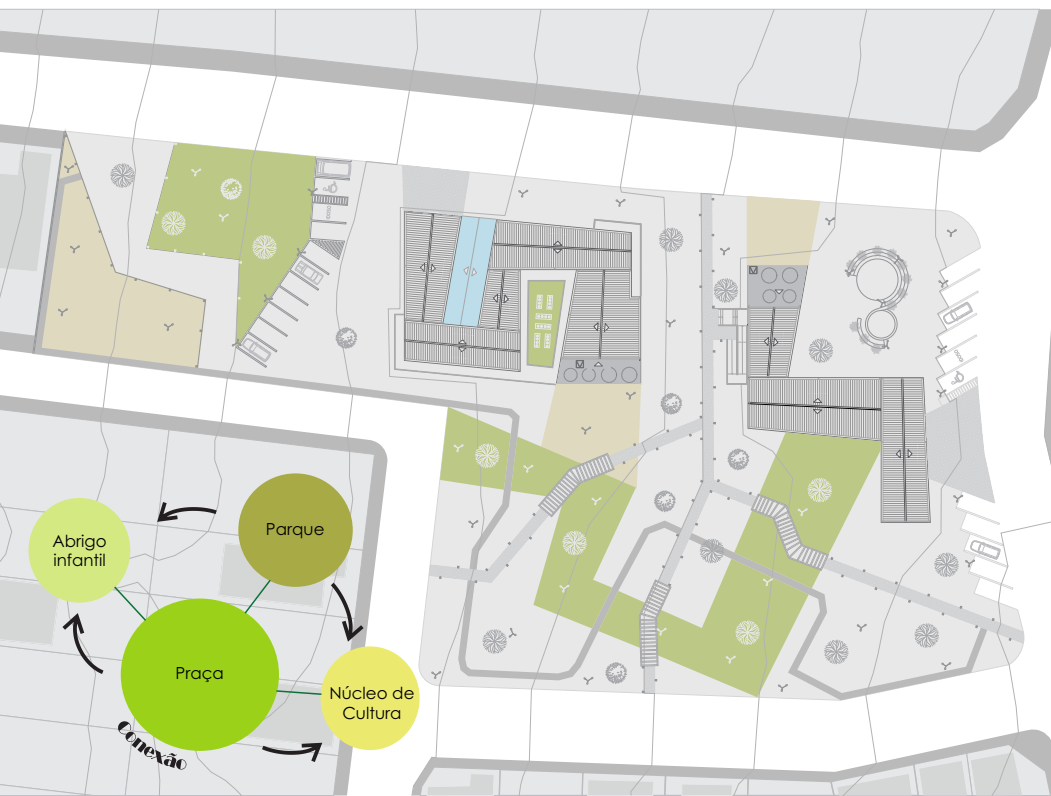 Parque
Abrigo
infantil
Praça
Núcleo de
Cultura
Conexão